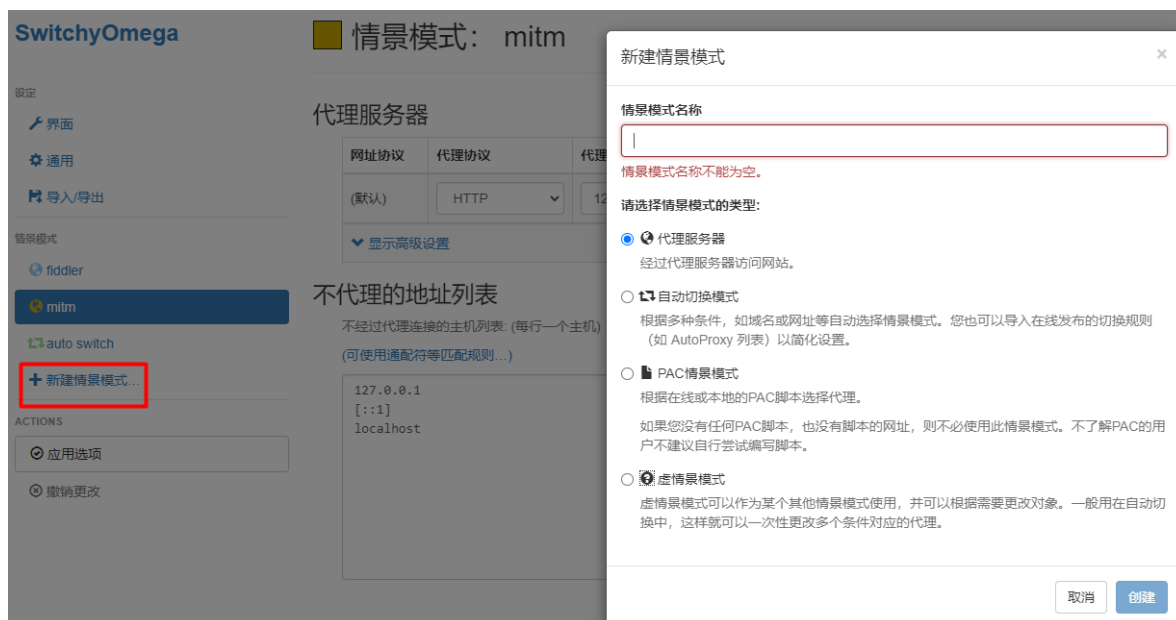 SwitchyOmega
设定
界面
通用
导入/导出
情景模式
fiddler
mitm
auto switch
新建情景模式...
ACTIONS
应用选项
撤销更改
情景模式： mitm
代理服务器
网址协议 代理协议 代理
(默认) HTTP 12
显示高级设置
不代理的地址列表
不经过代理连接的主机列表: (每行一个主机)
(可使用通配符等匹配规则…)
127.0.0.1
[::1]
localhost
新建情景模式 ×
情景模式名称
情景模式名称不能为空。
请选择情景模式的类型:
代理服务器
经过代理服务器访问网站。
自动切换模式
根据多种条件，如域名或网址等自动选择情景模式。您也可以导入在线发布的切换规则
（如 AutoProxy 列表）以简化设置。
PAC情景模式
根据在线或本地的PAC脚本选择代理。
如果您没有任何PAC脚本，也没有脚本的网址，则不必使用此情景模式。不了解PAC的用
户不建议自行尝试编写脚本。
虚情景模式
虚情景模式可以作为某个其他情景模式使用，并可以根据需要更改对象。一般用在自动切
换中，这样就可以一次性更改多个条件对应的代理。
取消 创建